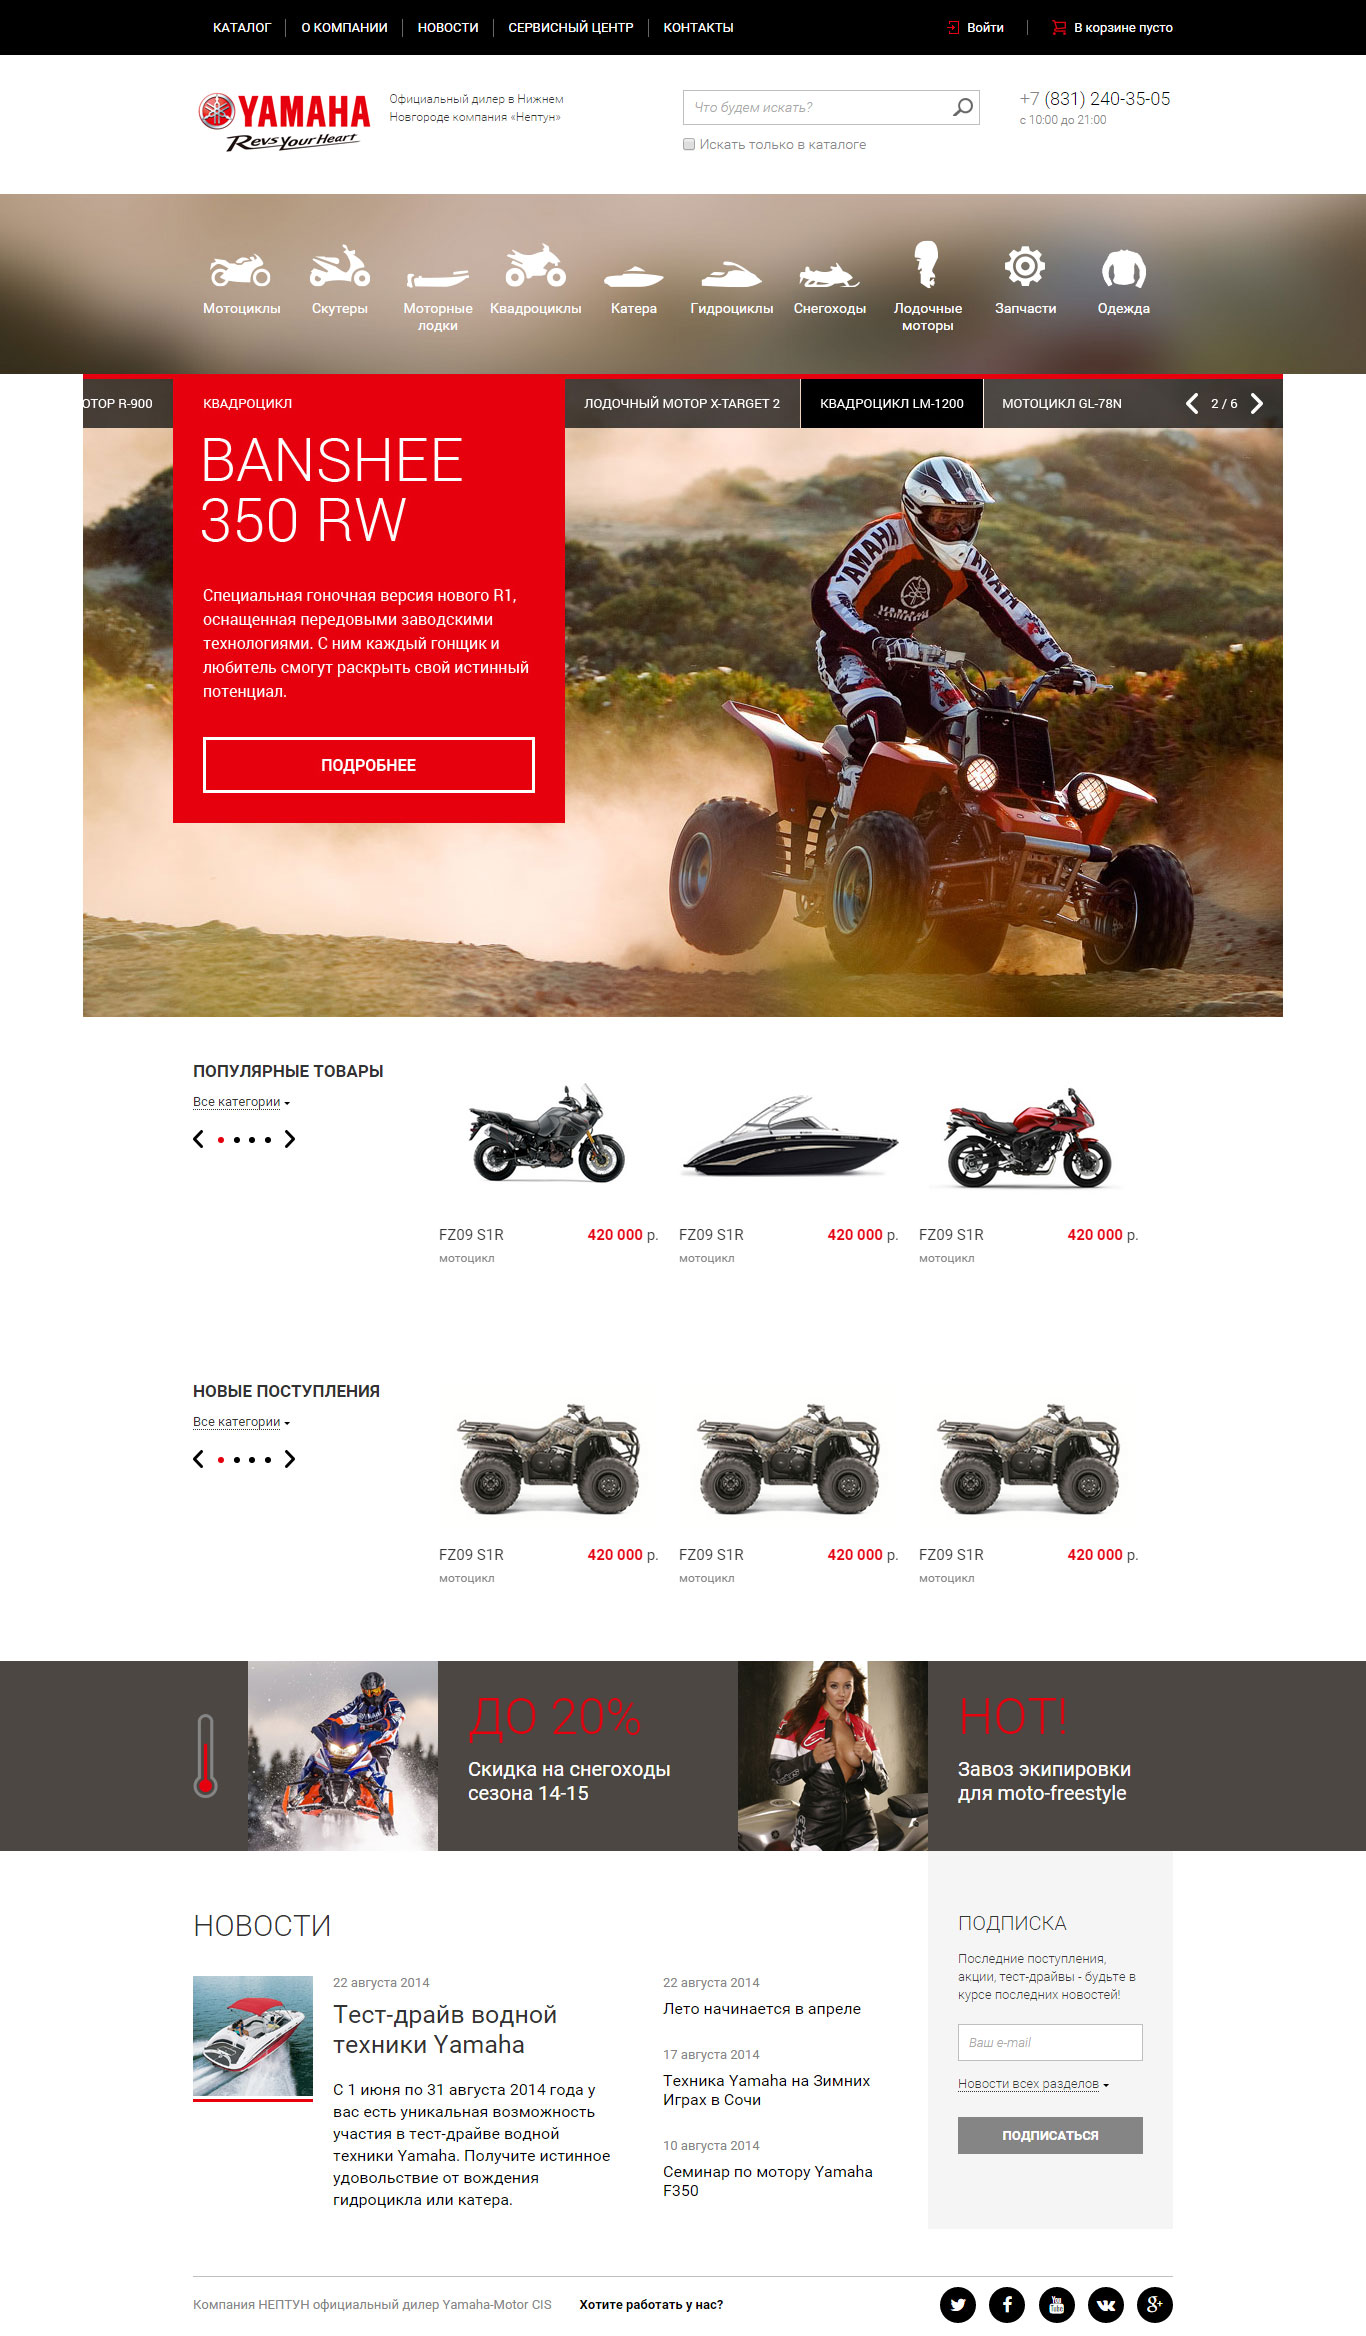 КАТАЛОГ
О КОМПАНИИ
НОВОСТИ
СЕРВИСНЫЙ ЦЕНТР
КОНТАКТЫ
Войти
В корзине пусто
YAMAHA
Revs Your Heart
Официальный дилер в Нижнем
Новгороде компания «Нептун»
Что будем искать?
Искать только в каталоге
+7 (831) 240-35-05
с 10:00 до 21:00
Мотоциклы
Скутеры
Моторные
лодки
Квадроциклы
Катера
Гидроциклы
Снегоходы
Лодочные
моторы
Запчасти
Одежда
ОТОР R-900
КВАДРОЦИКЛ
ЛОДОЧНЫЙ МОТОР X-TARGET 2
КВАДРОЦИКЛ LM-1200
МОТОЦИКЛ GL-78N
2 / 6
BANSHEE
350 RW
Специальная гоночная версия нового R1,
оснащенная передовыми заводскими
технологиями. С ним каждый гонщик и
любитель смогут раскрыть свой истинный
потенциал.
ПОДРОБНЕЕ
YAMAHA
YAMAHA
ПОПУЛЯРНЫЕ ТОВАРЫ
Все категории
FZ09 S1R
420 000 р.
мотоцикл
FZ09 S1R
420 000 р.
мотоцикл
FZ09 S1R
420 000 р.
мотоцикл
НОВЫЕ ПОСТУПЛЕНИЯ
Все категории
FZ09 S1R
420 000 р.
мотоцикл
FZ09 S1R
420 000 р.
мотоцикл
FZ09 S1R
420 000 р.
мотоцикл
ДО 20%
Скидка на снегоходы
сезона 14-15
HOT!
Завоз экипировки
для moto-freestyle
НОВОСТИ
22 августа 2014
Тест-драйв водной
техники Yamaha
С 1 июня по 31 августа 2014 года у
вас есть уникальная возможность
участия в тест-драйве водной
техники Yamaha. Получите истинное
удовольствие от вождения
гидроцикла или катера.
22 августа 2014
Лето начинается в апреле
17 августа 2014
Техника Yamaha на Зимних
Играх в Сочи
10 августа 2014
Семинар по мотору Yamaha
F350
ПОДПИСКА
Последние поступления,
акции, тест-драйвы - будьте в
курсе последних новостей!
Ваш e-mail
Новости всех разделов
ПОДПИСАТЬСЯ
Компания НЕПТУН официальный дилер Yamaha-Motor CIS
Хотите работать у нас?
You
Tube
g+